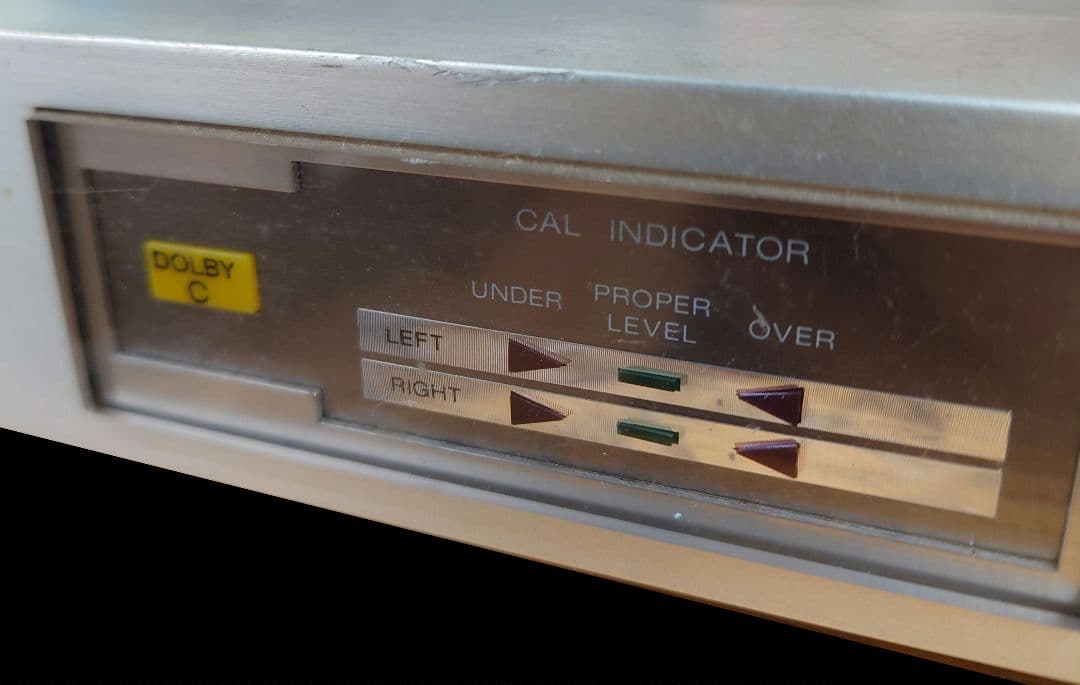 CAL INDICATOR
UNDER PROPER LEVEL OVER
DOLBY
C
LEFT
RIGHT